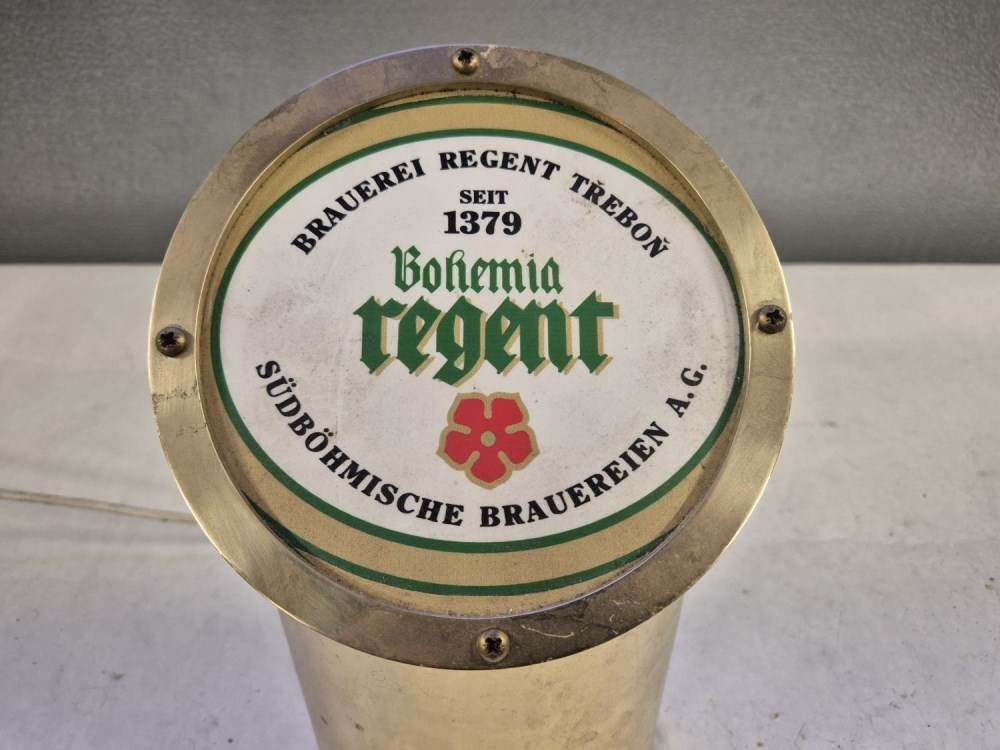 BRAUEREI REGENT TŘEBOŇ
SEIT
1379
Bohemia
regent
SÜDBÖHMISCHE BRAUEREIEN A.G.